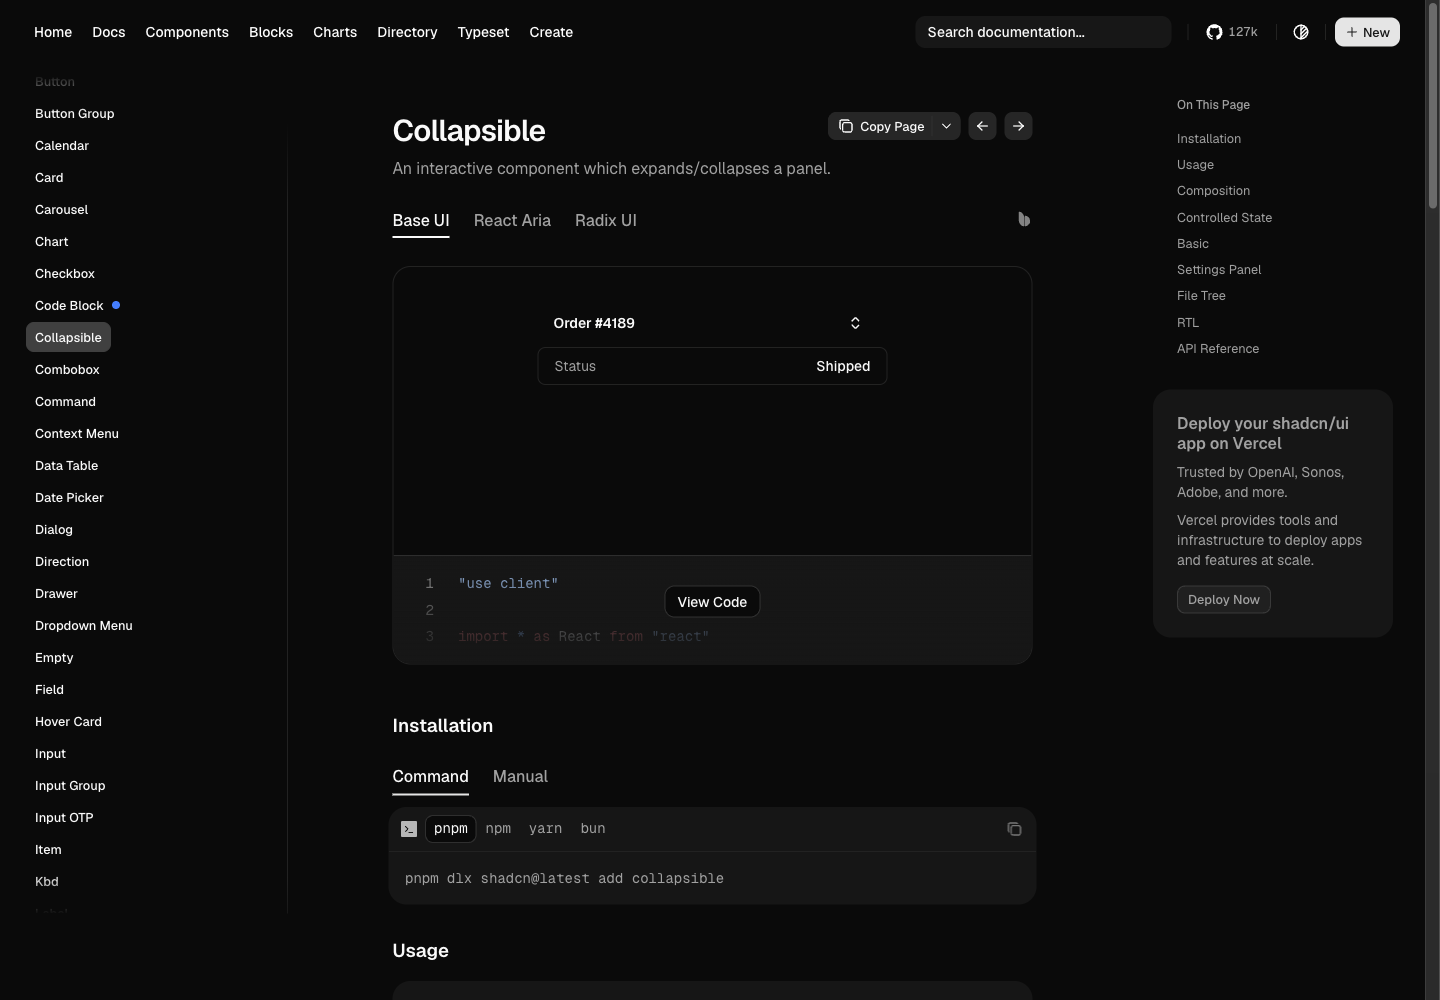 Home
Docs
Components
Blocks
Charts
Directory
Typeset
Create
Search documentation...
127k
New
Button
Button Group
Calendar
Card
Carousel
Chart
Checkbox
Code Block
Collapsible
Combobox
Command
Context Menu
Data Table
Date Picker
Dialog
Direction
Drawer
Dropdown Menu
Empty
Field
Hover Card
Input
Input Group
Input OTP
Item
Kbd
Collapsible
Copy Page
An interactive component which expands/collapses a panel.
Base UI
React Aria
Radix UI
Order #4189
Status
Shipped
1 "use client"
2
View Code
3 import * as React from "react"
Installation
Command
Manual
pnpm
npm
yarn
bun
pnpm dlx shadcn@latest add collapsible
Usage
On This Page
Installation
Usage
Composition
Controlled State
Basic
Settings Panel
File Tree
RTL
API Reference
Deploy your shadcn/ui
app on Vercel
Trusted by OpenAI, Sonos,
Adobe, and more.
Vercel provides tools and
infrastructure to deploy apps
and features at scale.
Deploy Now